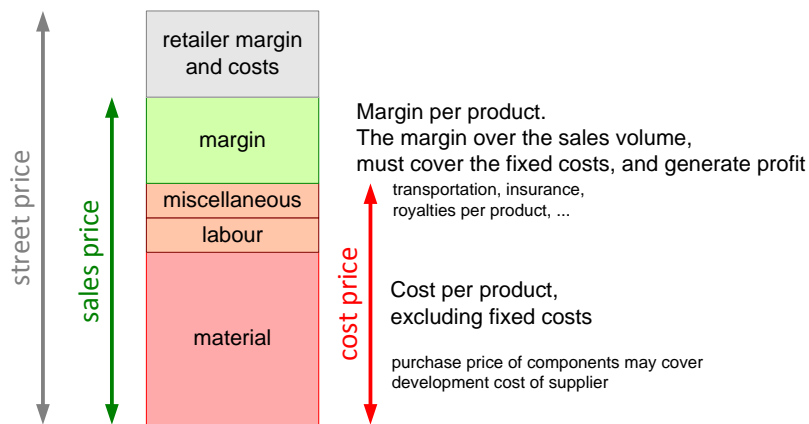 street price
sales price
retailer margin
and costs
margin
miscellaneous
labour
material
cost price
Margin per product.
The margin over the sales volume,
must cover the fixed costs, and generate profit
transportation, insurance,
royalties per product, ...
Cost per product,
excluding fixed costs
purchase price of components may cover
development cost of supplier